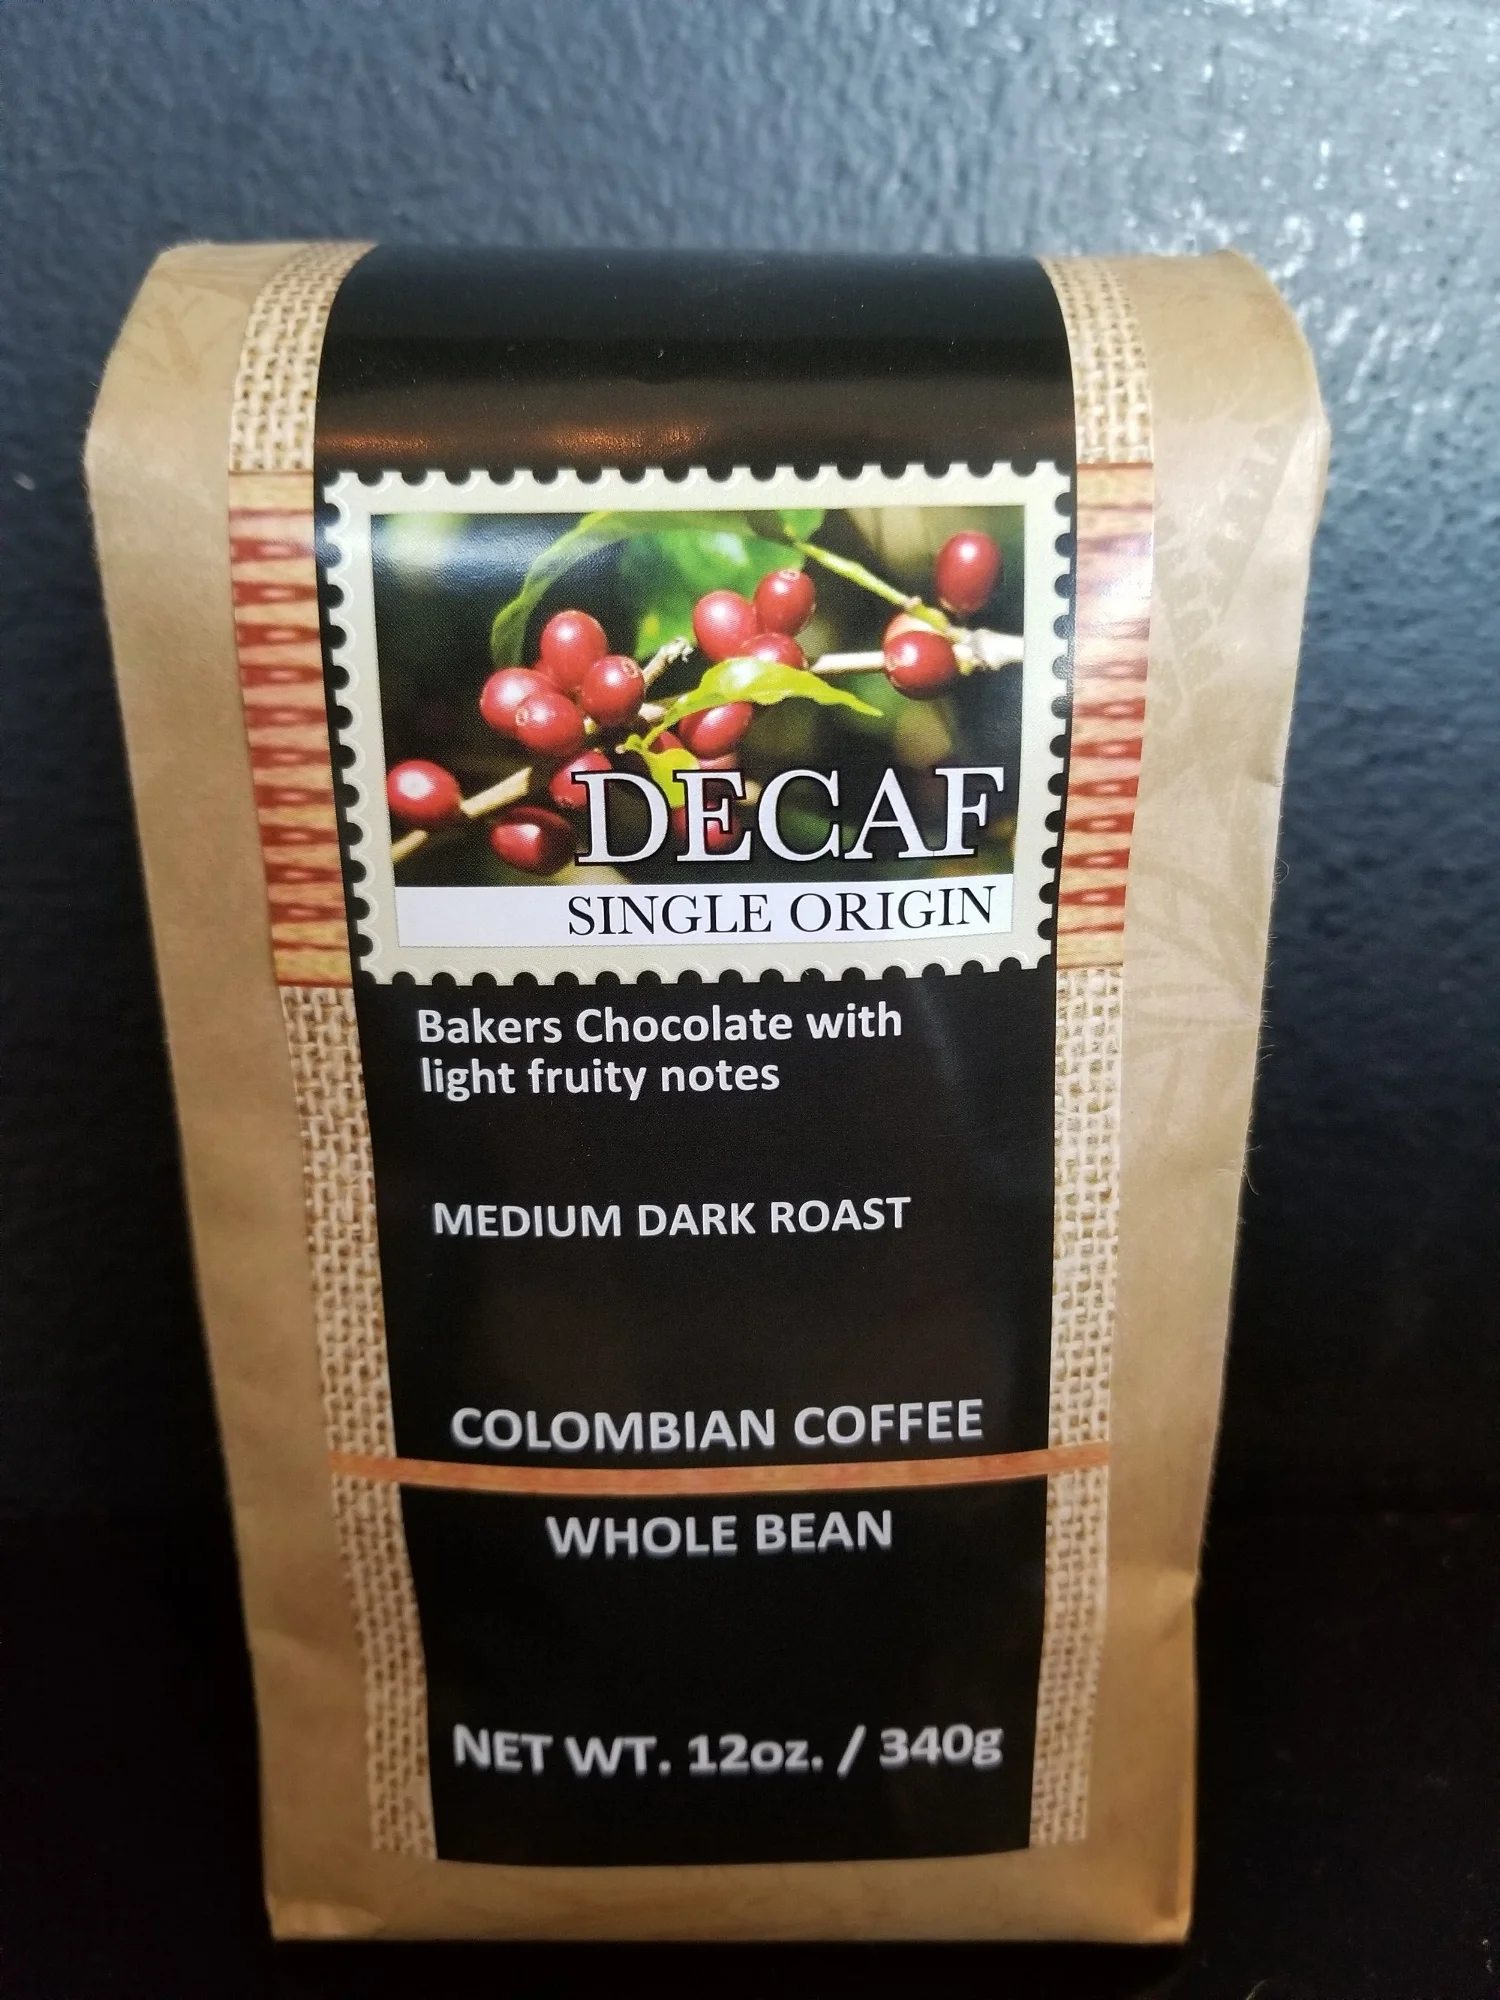 DECAF
SINGLE ORIGIN
Bakers Chocolate with
light fruity notes
MEDIUM DARK ROAST
COLOMBIAN COFFEE
WHOLE BEAN
NET WT. 12oz. / 340g